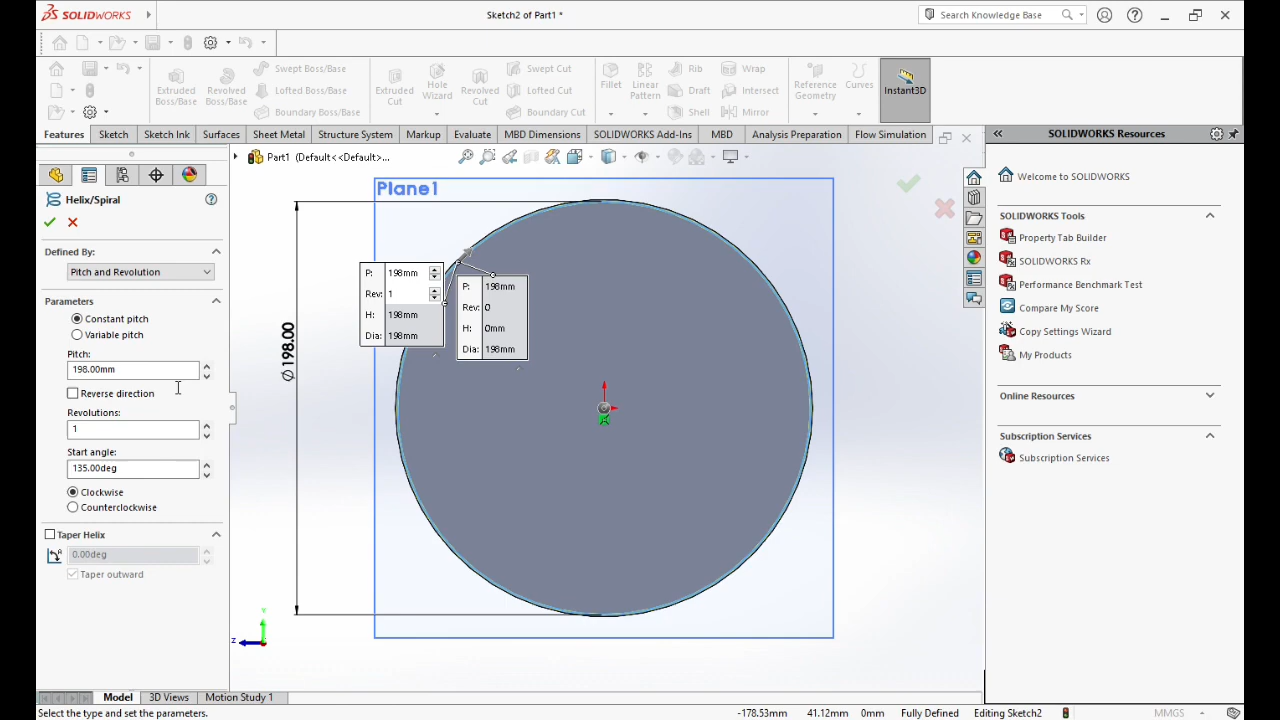 SOLIDWORKS
Sketch2 of Part1 *
Search Knowledge Base
Extruded Boss/Base
Revolved Boss/Base
Swept Boss/Base
Lofted Boss/Base
Boundary Boss/Base
Extruded Cut
Hole Wizard
Revolved Cut
Swept Cut
Lofted Cut
Boundary Cut
Fillet
Linear Pattern
Rib
Draft
Shell
Wrap
Intersect
Mirror
Reference Geometry
Curves
Instant3D
Features
Sketch
Sketch Ink
Surfaces
Sheet Metal
Structure System
Markup
Evaluate
MBD Dimensions
SOLIDWORKS Add-Ins
MBD
Analysis Preparation
Flow Simulation
Helix/Spiral
Defined By:
Pitch and Revolution
Parameters
Constant pitch
Variable pitch
Pitch:
198.00mm
Reverse direction
Revolutions:
1
Start angle:
135.00deg
Clockwise
Counterclockwise
Taper Helix
0.00deg
Taper outward
Part1 (Default<<Default>...
Plane1
P: 198mm
Rev: 1
H: 198mm
Dia: 198mm
P: 198mm
Rev: 0
H: 0mm
Dia: 198mm
Ø198.00
Y
Z
SOLIDWORKS Resources
Welcome to SOLIDWORKS
SOLIDWORKS Tools
Property Tab Builder
SOLIDWORKS Rx
Performance Benchmark Test
Compare My Score
Copy Settings Wizard
My Products
Online Resources
Subscription Services
Subscription Services
Model
3D Views
Motion Study 1
Select the type and set the parameters.
-178.53mm
41.12mm
0mm
Fully Defined
Editing Sketch2
MMGS